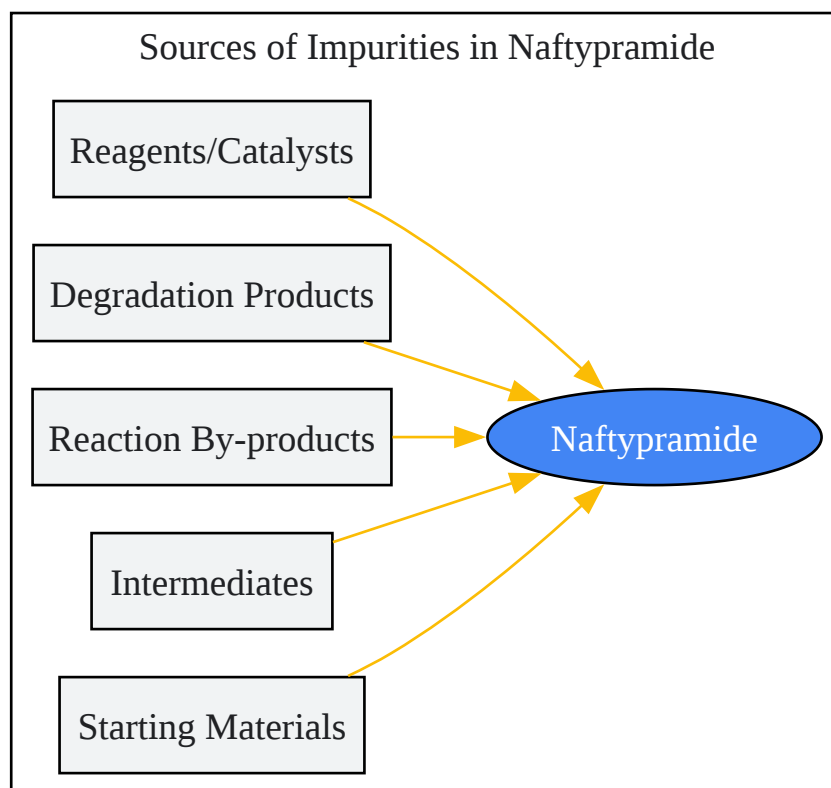 Sources of Impurities in Naftypramide
Reagents/Catalysts
Degradation Products
Reaction By-products
Naftypramide
Intermediates
Starting Materials